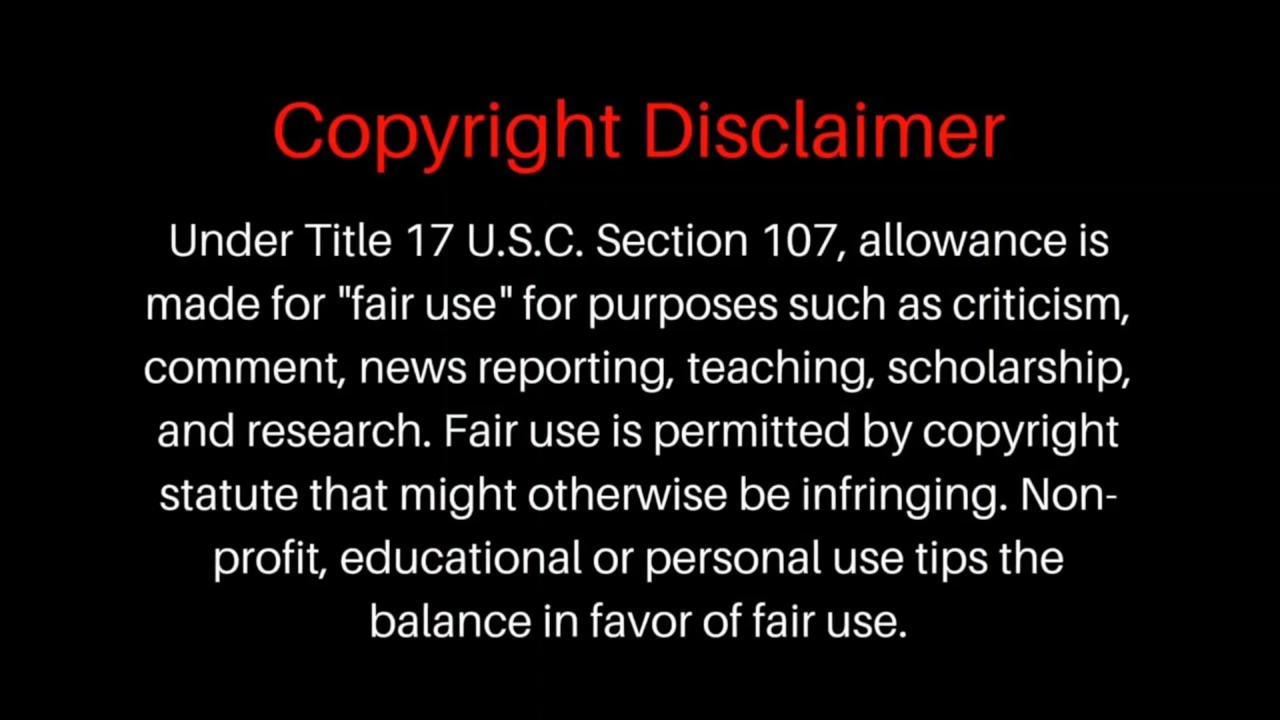 Copyright Disclaimer
Under Title 17 U.S.C. Section 107, allowance is
made for "fair use" for purposes such as criticism,
comment, news reporting, teaching, scholarship,
and research. Fair use is permitted by copyright
statute that might otherwise be infringing. Non-
profit, educational or personal use tips the
balance in favor of fair use.